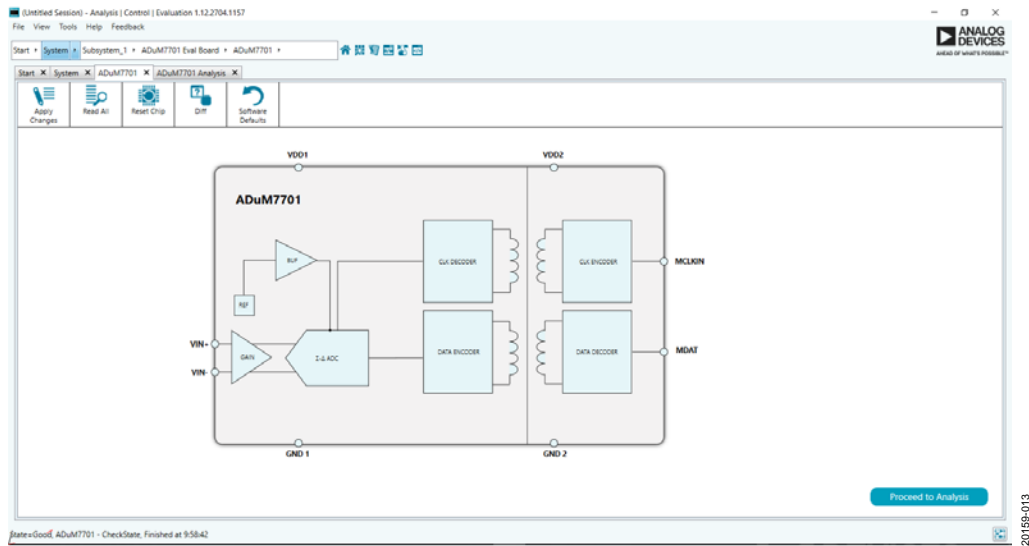 (Untitled Session) - Analysis | Control | Evaluation 1.12.2704.1157
File View Tools Help Feedback
ANALOG
DEVICES
AHEAD OF WHAT'S POSSIBLE™
Start System Subsystem_1 ADuM7701 Eval Board ADuM7701
Start System ADuM7701 ADuM7701 Analysis
Apply Changes
Read All
Reset Chip
Diff
Software Defaults
VDD1 VDD2
ADuM7701
BUF
CLK DECODER
CLK ENCODER
MCLKIN
REF
VIN+
VIN-
GAIN
Σ-Δ ADC
DATA ENCODER
DATA DECODER
MDAT
GND 1 GND 2
Proceed to Analysis
State=Good, ADuM7701 - CheckState, Finished at 9:58:42
20159-013